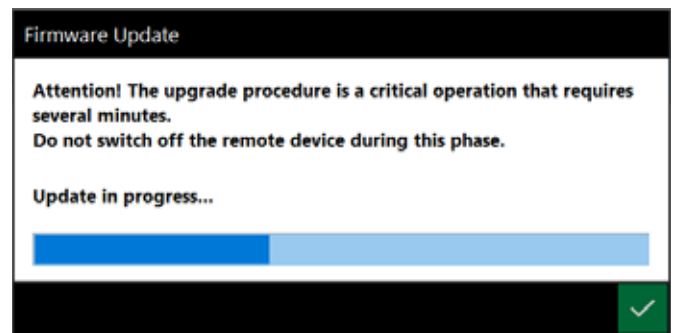 Firmware Update
Attention! The upgrade procedure is a critical operation that requires
several minutes.
Do not switch off the remote device during this phase.
Update in progress...